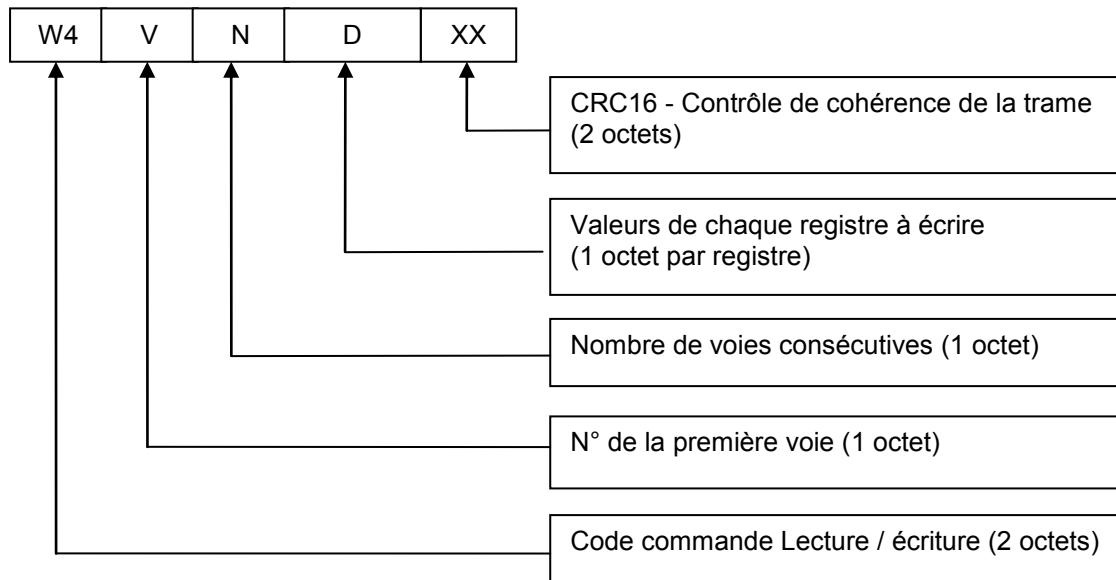 W4 V N D XX
CRC16 - Contrôle de cohérence de la trame
(2 octets)
Valeurs de chaque registre à écrire
(1 octet par registre)
Nombre de voies consécutives (1 octet)
N° de la première voie (1 octet)
Code commande Lecture / écriture (2 octets)